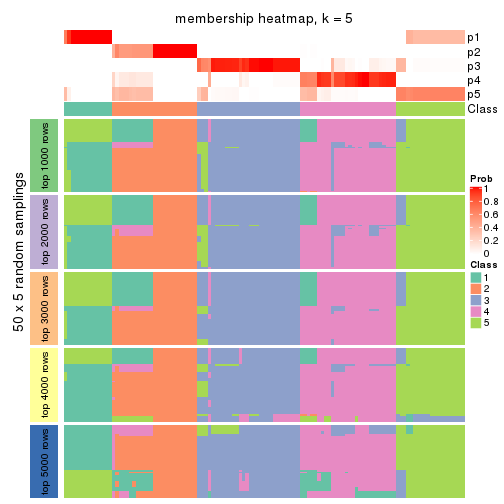 membership heatmap, k = 5
p1
p2
p3
p4
p5
Class
50 x 5 random samplings
top 1000 rows
top 2000 rows
top 3000 rows
top 4000 rows
top 5000 rows
Prob
1
0.8
0.6
0.4
0.2
0
Class
1
2
3
4
5